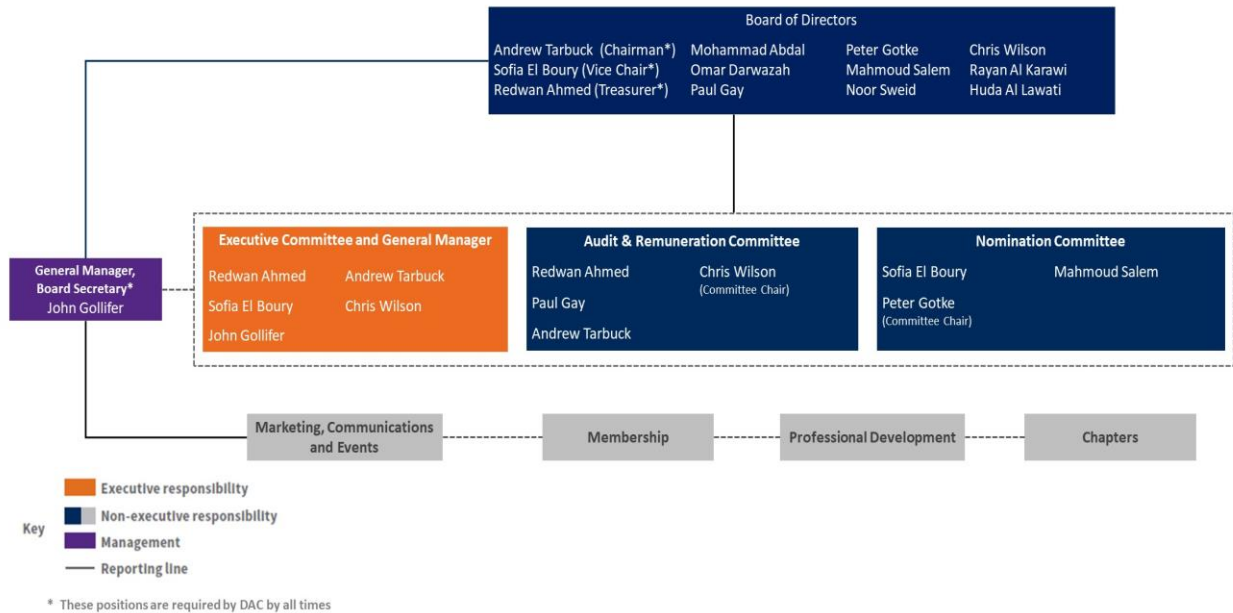 Board of Directors
Andrew Tarbuck (Chairman*) Mohammad Abdal Peter Gotke Chris Wilson
Sofia El Boury (Vice Chair*) Omar Darwazah Mahmoud Salem Rayan Al Karawi
Redwan Ahmed (Treasurer*) Paul Gay Noor Sweid Huda Al Lawati
General Manager,
Board Secretary*
John Gollifer
Executive Committee and General Manager
Redwan Ahmed Andrew Tarbuck
Sofia El Boury Chris Wilson
John Gollifer
Audit & Remuneration Committee
Redwan Ahmed Chris Wilson
(Committee Chair)
Paul Gay
Andrew Tarbuck
Nomination Committee
Sofia El Boury Mahmoud Salem
Peter Gotke
(Committee Chair)
Marketing, Communications
and Events
Membership
Professional Development
Chapters
Key
Executive responsibility
Non-executive responsibility
Management
Reporting line
* These positions are required by DAC by all times